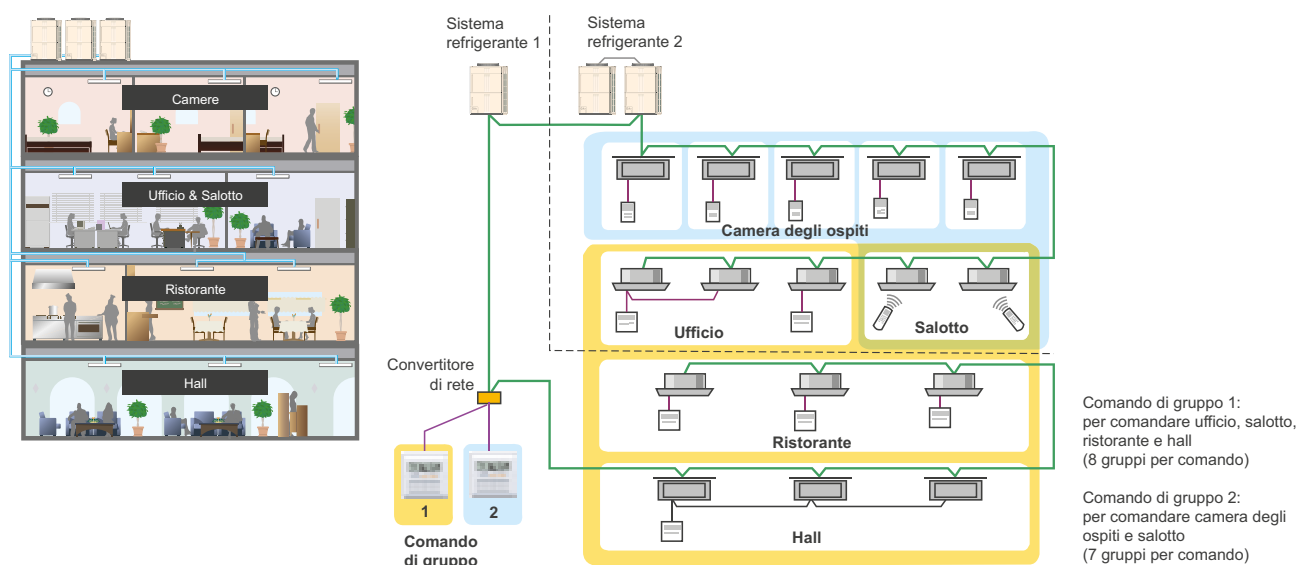 Camere
Ufficio & Salotto
Ristorante
Hall
Sistema
refrigerante 1
Sistema
refrigerante 2
Camera degli ospiti
Ufficio
Salotto
Convertitore
di rete
Ristorante
Hall
1
2
Comando
di gruppo
Comando di gruppo 1:
per comandare ufficio, salotto,
ristorante e hall
(8 gruppi per comando)
Comando di gruppo 2:
per comandare camera degli
ospiti e salotto
(7 gruppi per comando)